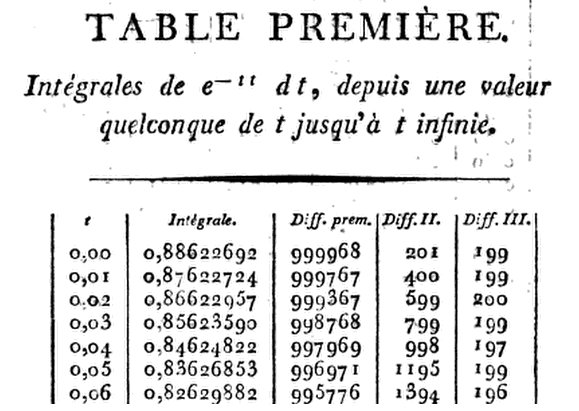 TABLE PREMIÈRE.
Intégrales de e⁻ᵗᵗ dt, depuis une valeur
quelconque de t jusqu'à t infinie.
t Intégrale. Diff. prem. Diff. II. Diff. III.
0,00 0,88622692 999968 201 199
0,01 0,87622724 999767 400 199
0,02 0,86622957 999367 599 200
0,03 0,85623590 998768 799 199
0,04 0,84624822 997969 998 197
0,05 0,83626853 996971 1195 199
0,06 0,82629882 995776 1394 196